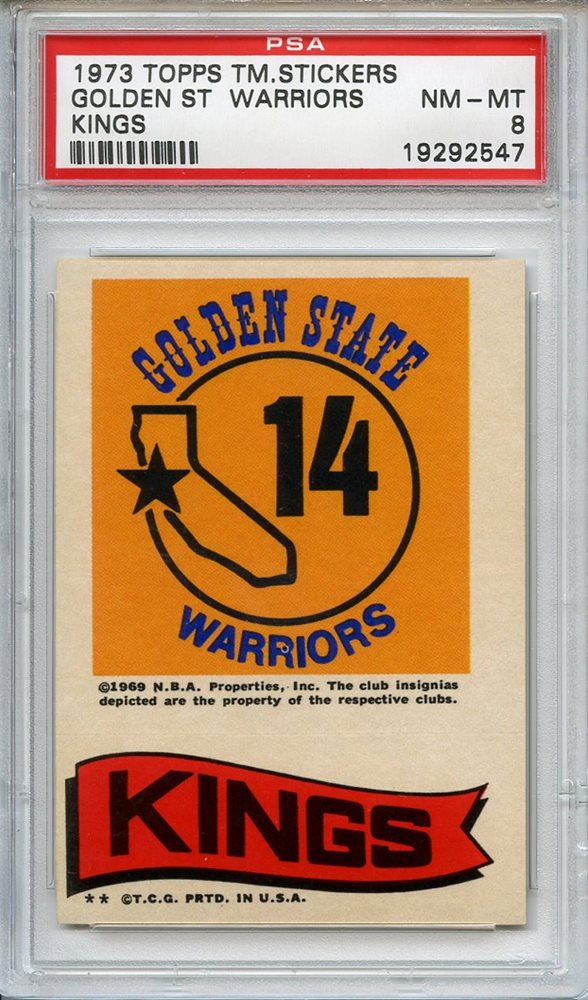 PSA
1973 TOPPS TM.STICKERS
GOLDEN ST WARRIORS NM-MT
KINGS 8
19292547
GOLDEN STATE
14
WARRIORS
©1969 N.B.A. Properties, Inc. The club insignias
depicted are the property of the respective clubs.
KINGS
** ©T.C.G. PRTD. IN U.S.A.